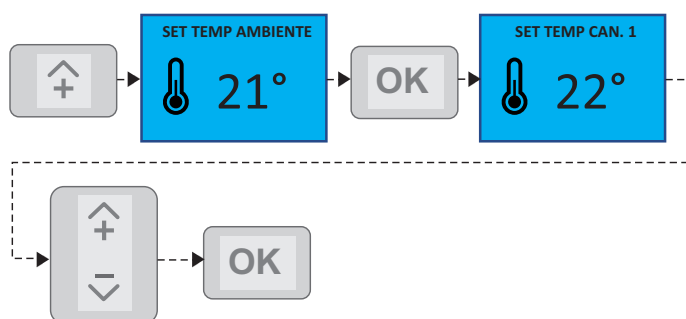 +
SET TEMP AMBIENTE
21°
OK
SET TEMP CAN. 1
22°
+
−
OK